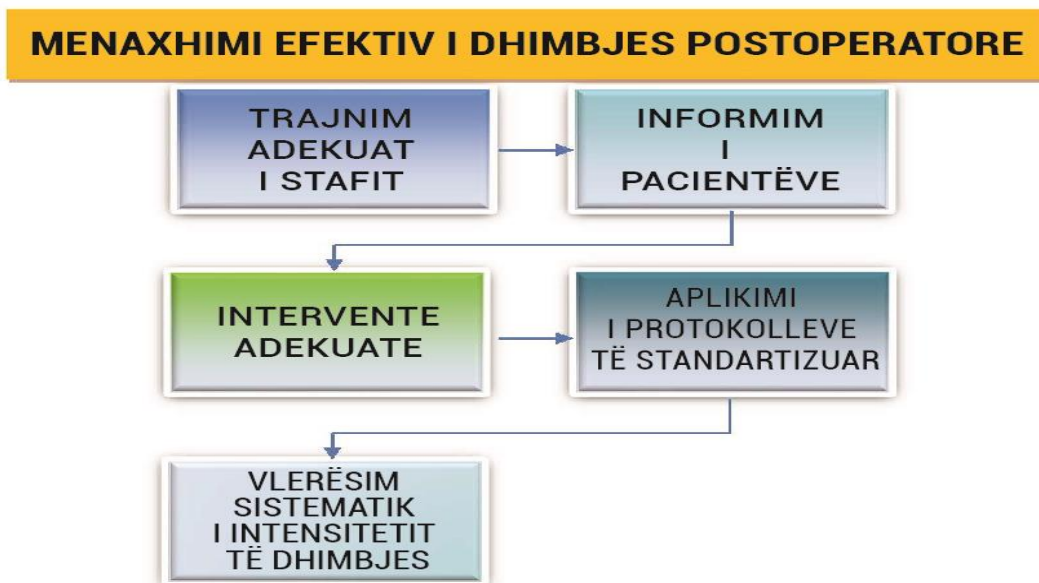 MENAXHIMI EFEKTIV I DHIMBJES POSTOPERATORE
TRAJNIM
ADEKUAT
I STAFIT
INFORMIM
I
PACIENTËVE
INTERVENTE
ADEKUATE
APLIKIMI
I PROTOKOLLEVE
TË STANDARTIZUAR
VLERËSIM
SISTEMATIK
I INTENSITETIT
TË DHIMBJES